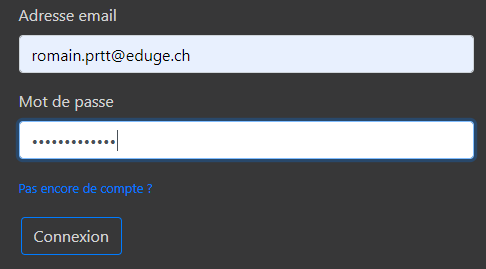 Adresse email
romain.prtt@eduge.ch
Mot de passe
•••••••••••••
Pas encore de compte ?
Connexion